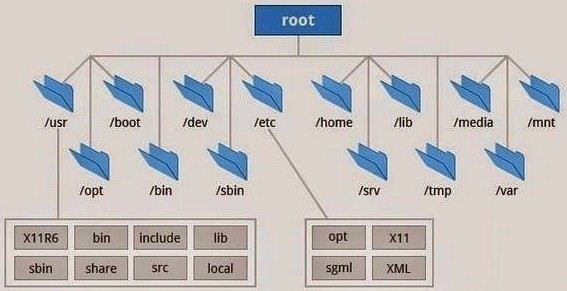 root
/usr /boot /dev /etc /home /lib /media /mnt
/opt /bin /sbin /srv /tmp /var
X11R6 bin include lib
sbin share src local
opt X11
sgml XML